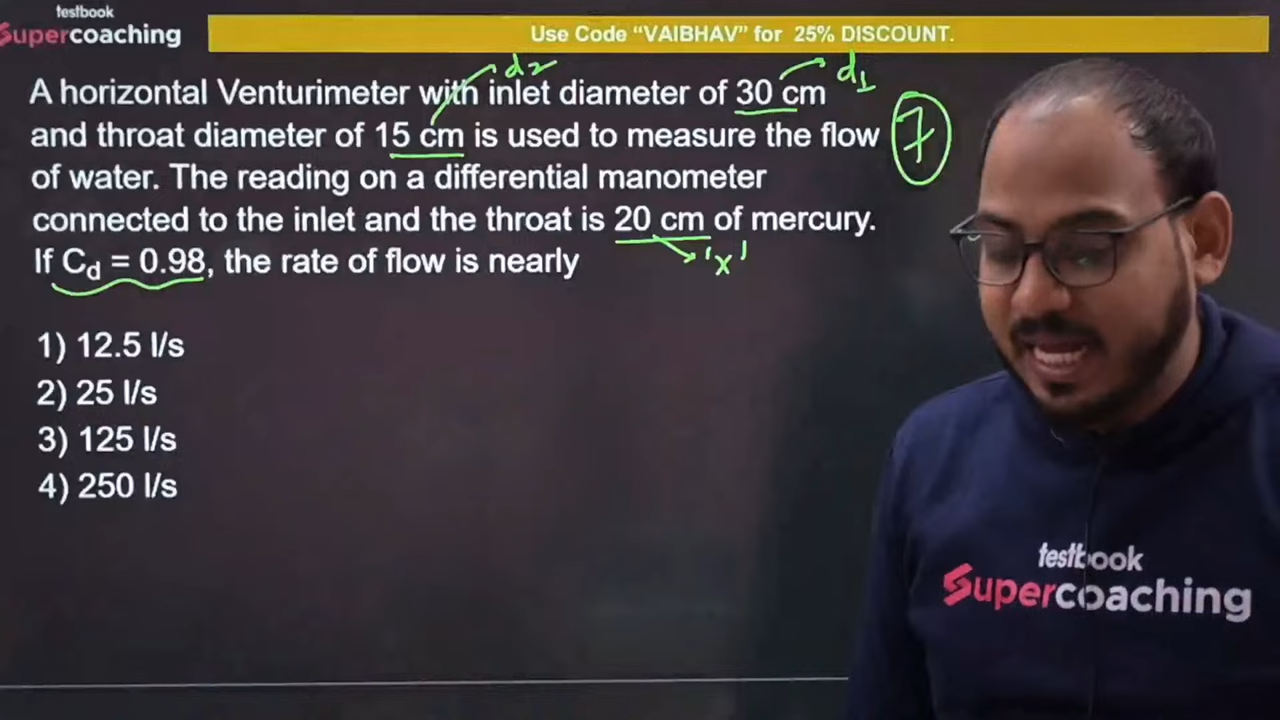 testbook
Supercoaching
Use Code “VAIBHAV” for 25% DISCOUNT.
d2
d1
A horizontal Venturimeter with inlet diameter of 30 cm
and throat diameter of 15 cm is used to measure the flow
7
of water. The reading on a differential manometer
connected to the inlet and the throat is 20 cm of mercury.
If Cd = 0.98, the rate of flow is nearly
'x'
1) 12.5 l/s
2) 25 l/s
3) 125 l/s
4) 250 l/s
testbook
Supercoaching